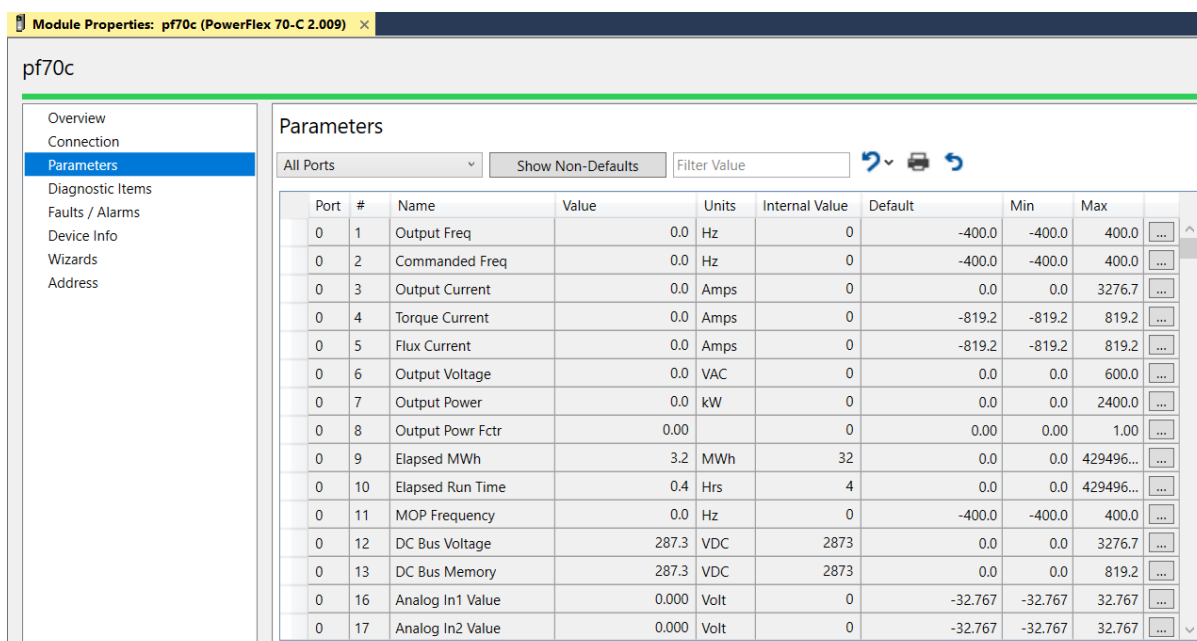 Module Properties: pf70c (PowerFlex 70-C 2.009) ×
pf70c
Overview
Connection
Parameters
Diagnostic Items
Faults / Alarms
Device Info
Wizards
Address
Parameters
All Ports Show Non-Defaults Filter Value
Port # Name Value Units Internal Value Default Min Max
0 1 Output Freq 0.0 Hz 0 -400.0 -400.0 400.0 ...
0 2 Commanded Freq 0.0 Hz 0 -400.0 -400.0 400.0 ...
0 3 Output Current 0.0 Amps 0 0.0 0.0 3276.7 ...
0 4 Torque Current 0.0 Amps 0 -819.2 -819.2 819.2 ...
0 5 Flux Current 0.0 Amps 0 -819.2 -819.2 819.2 ...
0 6 Output Voltage 0.0 VAC 0 0.0 0.0 600.0 ...
0 7 Output Power 0.0 kW 0 0.0 0.0 2400.0 ...
0 8 Output Powr Fctr 0.00 0 0.00 0.00 1.00 ...
0 9 Elapsed MWh 3.2 MWh 32 0.0 0.0 429496... ...
0 10 Elapsed Run Time 0.4 Hrs 4 0.0 0.0 429496... ...
0 11 MOP Frequency 0.0 Hz 0 -400.0 -400.0 400.0 ...
0 12 DC Bus Voltage 287.3 VDC 2873 0.0 0.0 3276.7 ...
0 13 DC Bus Memory 287.3 VDC 2873 0.0 0.0 819.2 ...
0 16 Analog In1 Value 0.000 Volt 0 -32.767 -32.767 32.767 ...
0 17 Analog In2 Value 0.000 Volt 0 -32.767 -32.767 32.767 ...